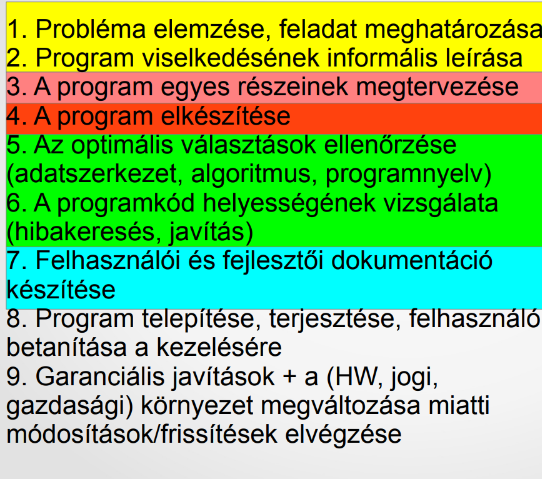 1. Probléma elemzése, feladat meghatározása
2. Program viselkedésének informális leírása
3. A program egyes részeinek megtervezése
4. A program elkészítése
5. Az optimális választások ellenőrzése
(adatszerkezet, algoritmus, programnyelv)
6. A programkód helyességének vizsgálata
(hibakeresés, javítás)
7. Felhasználói és fejlesztői dokumentáció
készítése
8. Program telepítése, terjesztése, felhasználó
betanítása a kezelésére
9. Garanciális javítások + a (HW, jogi,
gazdasági) környezet megváltozása miatti
módosítások/frissítések elvégzése